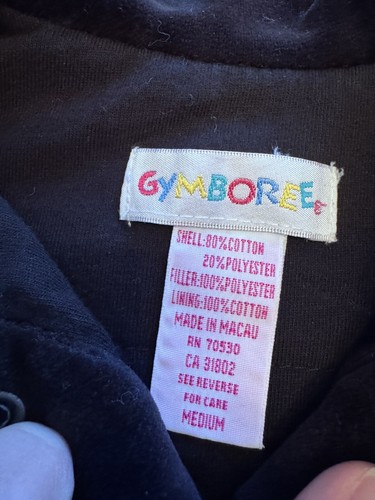 GYMBOREE®
SHELL:80%COTTON
20%POLYESTER
FILLER:100%POLYESTER
LINING:100%COTTON
MADE IN MACAU
RN 70530
CA 31802
SEE REVERSE
FOR CARE
MEDIUM